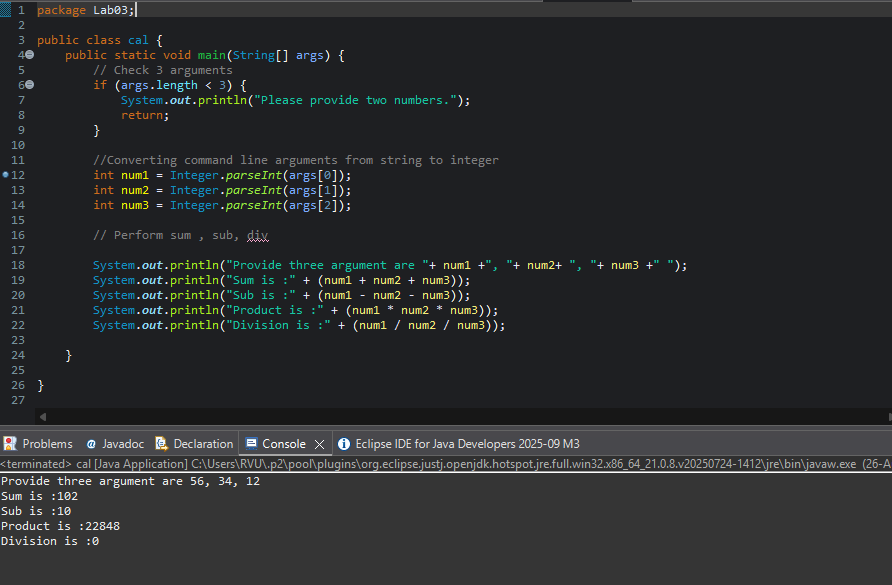 1 package Lab03;
2
3 public class cal {
4 public static void main(String[] args) {
5 // Check 3 arguments
6 if (args.length < 3) {
7 System.out.println("Please provide two numbers.");
8 return;
9 }
10
11 //Converting command line arguments from string to integer
12 int num1 = Integer.parseInt(args[0]);
13 int num2 = Integer.parseInt(args[1]);
14 int num3 = Integer.parseInt(args[2]);
15
16 // Perform sum , sub, div
17
18 System.out.println("Provide three argument are "+ num1 +", "+ num2+ ", "+ num3 +" ");
19 System.out.println("Sum is :" + (num1 + num2 + num3));
20 System.out.println("Sub is :" + (num1 - num2 - num3));
21 System.out.println("Product is :" + (num1 * num2 * num3));
22 System.out.println("Division is :" + (num1 / num2 / num3));
23
24 }
25
26 }
27
Problems Javadoc Declaration Console Eclipse IDE for Java Developers 2025-09 M3
<terminated> cal [Java Application] C:\Users\RVU\.p2\pool\plugins\org.eclipse.justj.openjdk.hotspot.jre.full.win32.x86_64_21.0.8.v20250724-1412\jre\bin\javaw.exe (26-A
Provide three argument are 56, 34, 12
Sum is :102
Sub is :10
Product is :22848
Division is :0